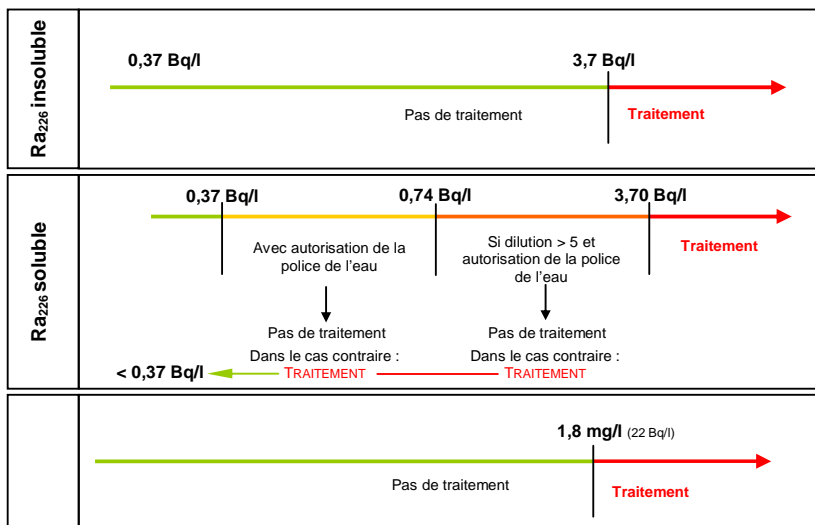 Ra226 insoluble
0,37 Bq/l
3,7 Bq/l
Pas de traitement
Traitement
Ra226 soluble
0,37 Bq/l
0,74 Bq/l
3,70 Bq/l
Avec autorisation de la
police de l'eau
Si dilution > 5 et
autorisation de la police
de l'eau
Traitement
Pas de traitement
Dans le cas contraire :
TRAITEMENT
Pas de traitement
Dans le cas contraire :
TRAITEMENT
< 0,37 Bq/l
1,8 mg/l (22 Bq/l)
Pas de traitement
Traitement